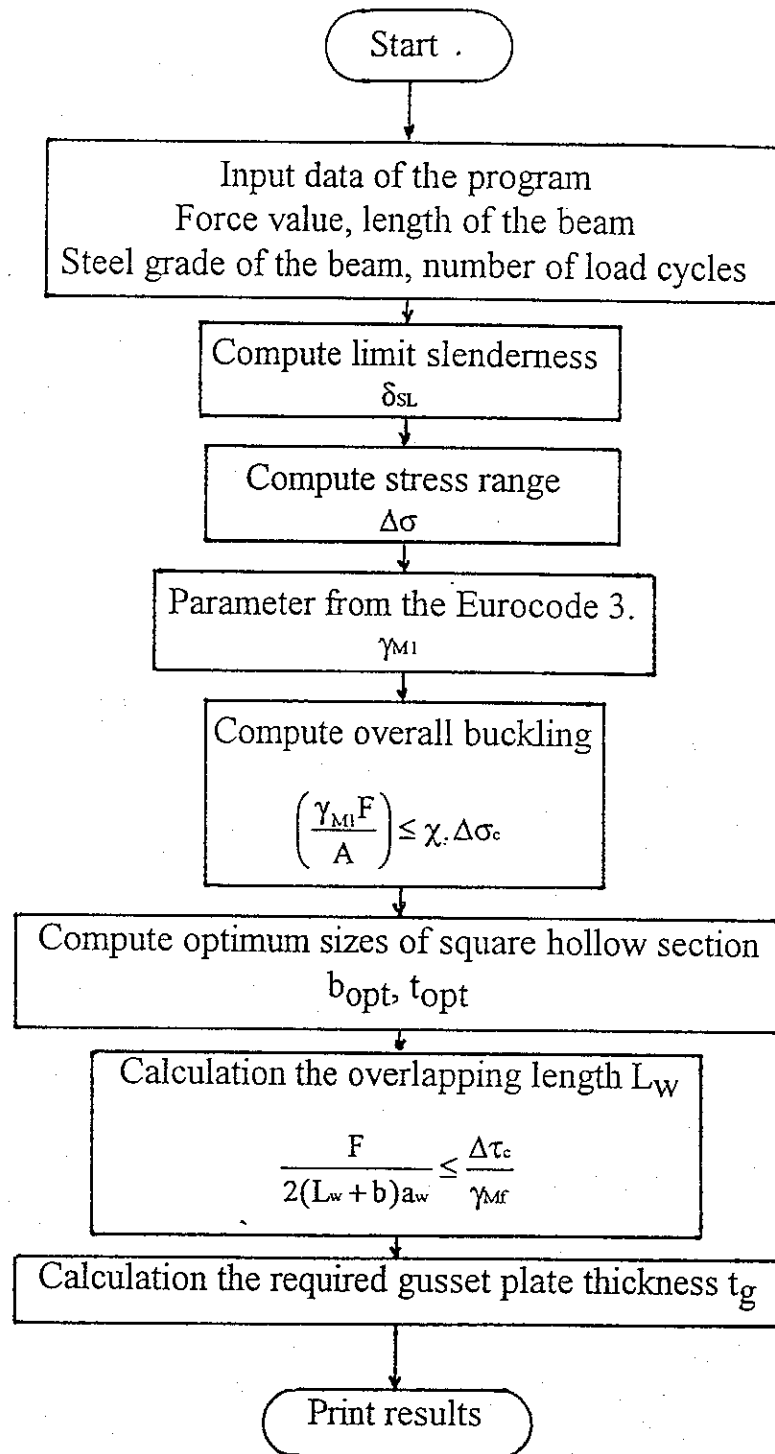 Start .
Input data of the program
Force value, length of the beam
Steel grade of the beam, number of load cycles
Compute limit slenderness
δSL
Compute stress range
Δσ
Parameter from the Eurocode 3.
γM1
Compute overall buckling
(γM1F / A) ≤ χ.Δσc
Compute optimum sizes of square hollow section
bopt, topt
Calculation the overlapping length Lw
F / 2(Lw + b)aw ≤ Δτc / γMf
Calculation the required gusset plate thickness tg
Print results